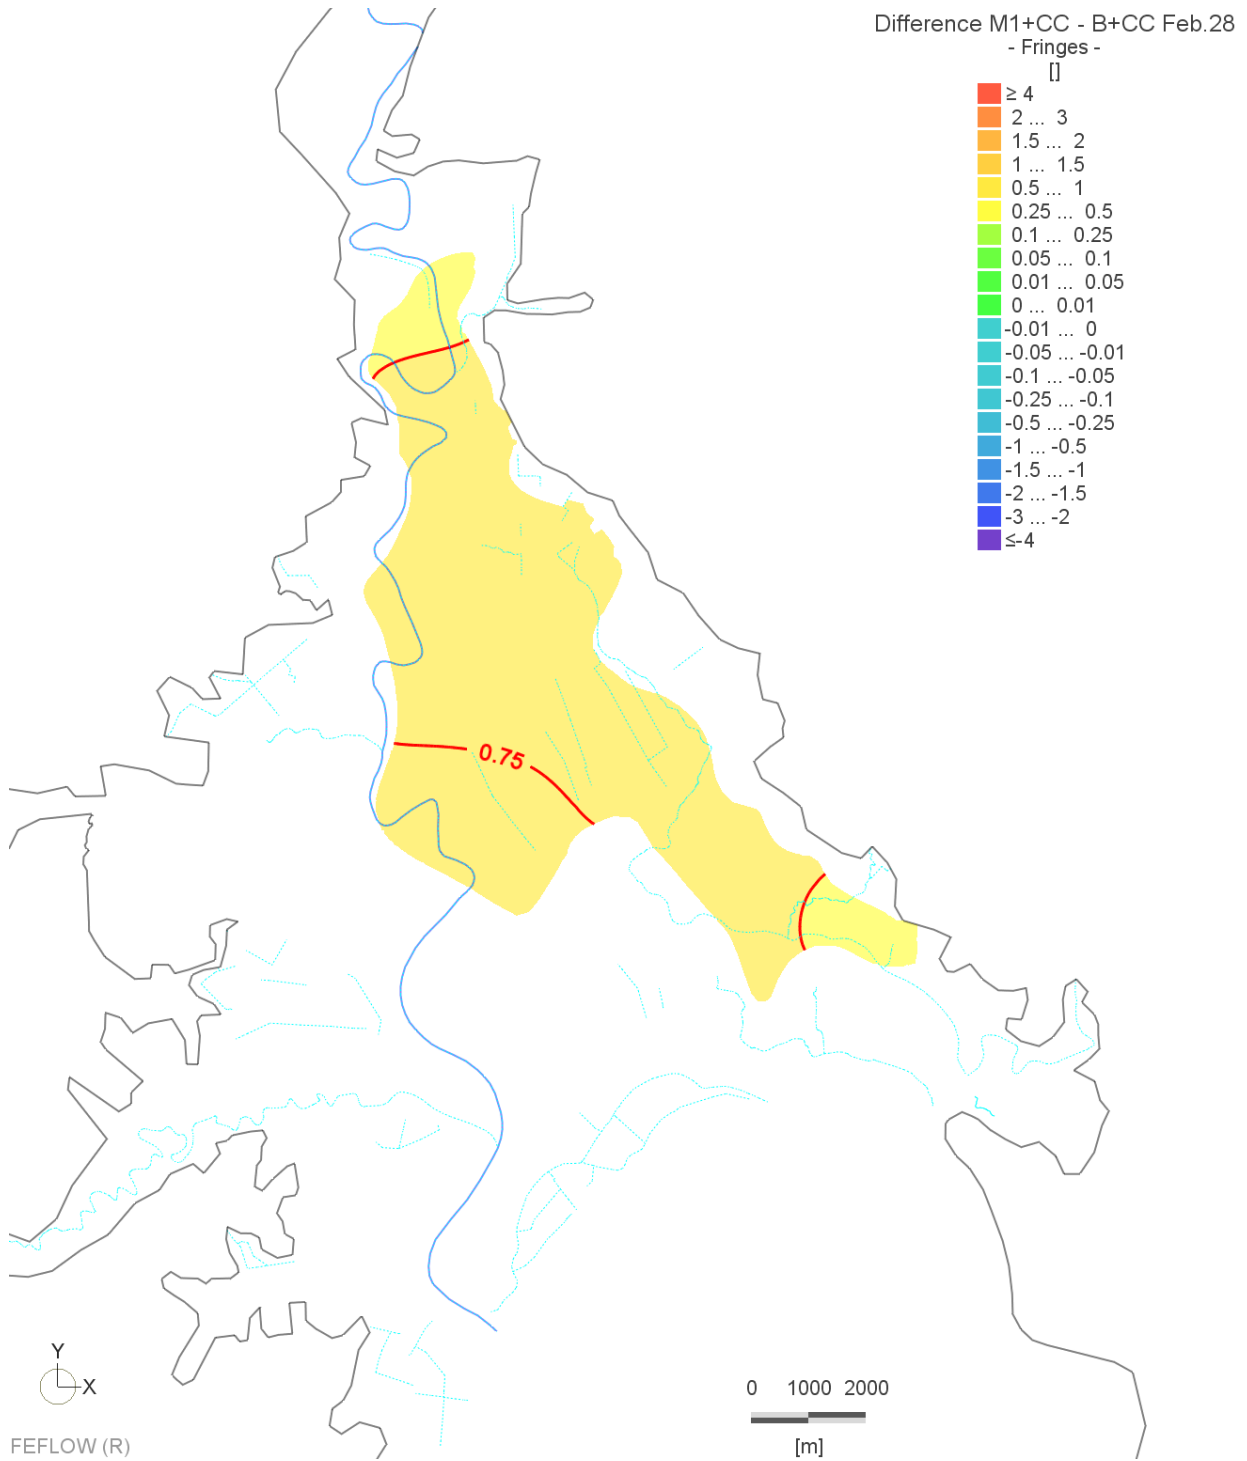 Difference M1+CC - B+CC Feb.28
- Fringes -
[]
≥ 4
2 ... 3
1.5 ... 2
1 ... 1.5
0.5 ... 1
0.25 ... 0.5
0.1 ... 0.25
0.05 ... 0.1
0.01 ... 0.05
0 ... 0.01
-0.01 ... 0
-0.05 ... -0.01
-0.1 ... -0.05
-0.25 ... -0.1
-0.5 ... -0.25
-1 ... -0.5
-1.5 ... -1
-2 ... -1.5
-3 ... -2
≤-4
0.75
Y
X
0 1000 2000
[m]
FEFLOW (R)